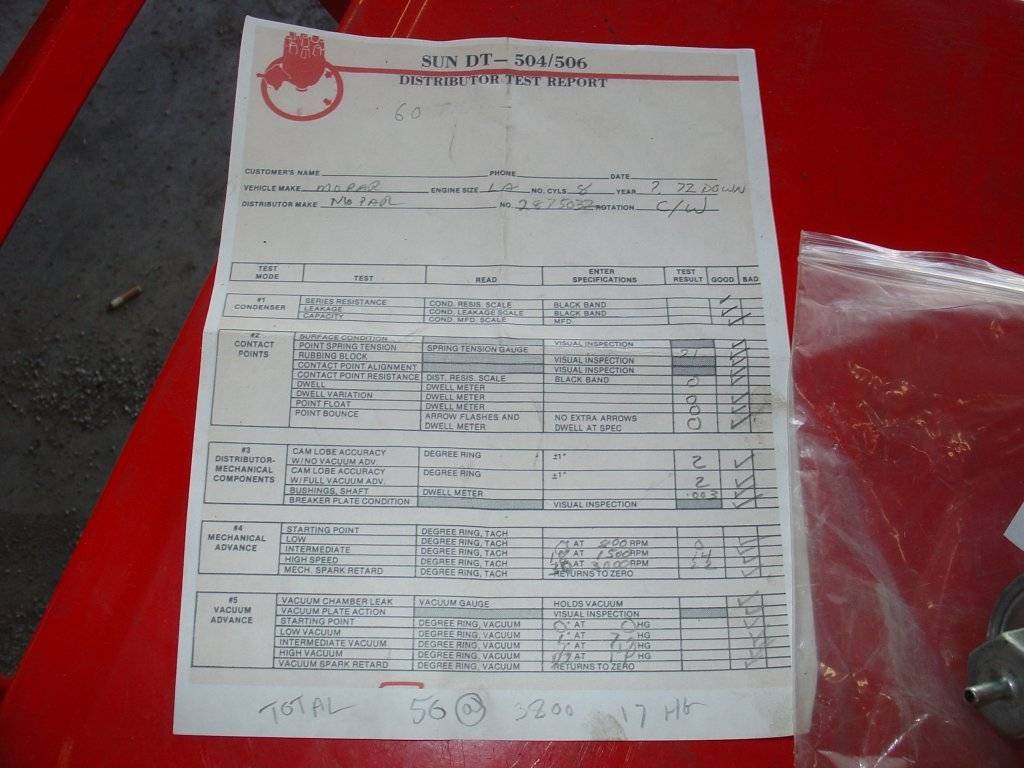 SUN DT— 504/506
DISTRIBUTOR TEST REPORT
60
CUSTOMER'S NAME PHONE DATE
VEHICLE MAKE MOPAR ENGINE SIZE LA NO. CYLS 8 YEAR ?, 72 DOWN
DISTRIBUTOR MAKE MOPAR NO. 2875032 ROTATION C/W
TEST MODE TEST READ ENTER SPECIFICATIONS TEST RESULT GOOD BAD
#1 CONDENSER
SERIES RESISTANCE COND. RESIS. SCALE BLACK BAND
LEAKAGE COND. LEAKAGE SCALE BLACK BAND
CAPACITY COND. MFD. SCALE MFD.
#2 CONTACT POINTS
SURFACE CONDITION VISUAL INSPECTION
POINT SPRING TENSION SPRING TENSION GAUGE 21
RUBBING BLOCK VISUAL INSPECTION
CONTACT POINT ALIGNMENT VISUAL INSPECTION
CONTACT POINT RESISTANCE DIST. RESIS. SCALE BLACK BAND 0
DWELL DWELL METER
DWELL VARIATION DWELL METER 0
POINT FLOAT DWELL METER 0
POINT BOUNCE ARROW FLASHES AND DWELL METER NO EXTRA ARROWS DWELL AT SPEC 0
#3 DISTRIBUTOR-MECHANICAL COMPONENTS
CAM LOBE ACCURACY W/NO VACUUM ADV. DEGREE RING ±1° 2
CAM LOBE ACCURACY W/FULL VACUUM ADV. DEGREE RING ±1° 2
BUSHINGS, SHAFT DWELL METER .003
BREAKER PLATE CONDITION VISUAL INSPECTION
#4 MECHANICAL ADVANCE
STARTING POINT DEGREE RING, TACH
LOW DEGREE RING, TACH AT 800 RPM 0
INTERMEDIATE DEGREE RING, TACH AT 1500 RPM 14
HIGH SPEED DEGREE RING, TACH AT RPM
MECH. SPARK RETARD DEGREE RING, TACH RETURNS TO ZERO
#5 VACUUM ADVANCE
VACUUM CHAMBER LEAK VACUUM GAUGE HOLDS VACUUM
VACUUM PLATE ACTION VISUAL INSPECTION
STARTING POINT DEGREE RING, VACUUM 0° AT 0 HG
LOW VACUUM DEGREE RING, VACUUM AT HG
INTERMEDIATE VACUUM DEGREE RING, VACUUM AT HG
HIGH VACUUM DEGREE RING, VACUUM AT HG
VACUUM SPARK RETARD DEGREE RING, VACUUM RETURNS TO ZERO
TOTAL 56 @ 3800 17 HG